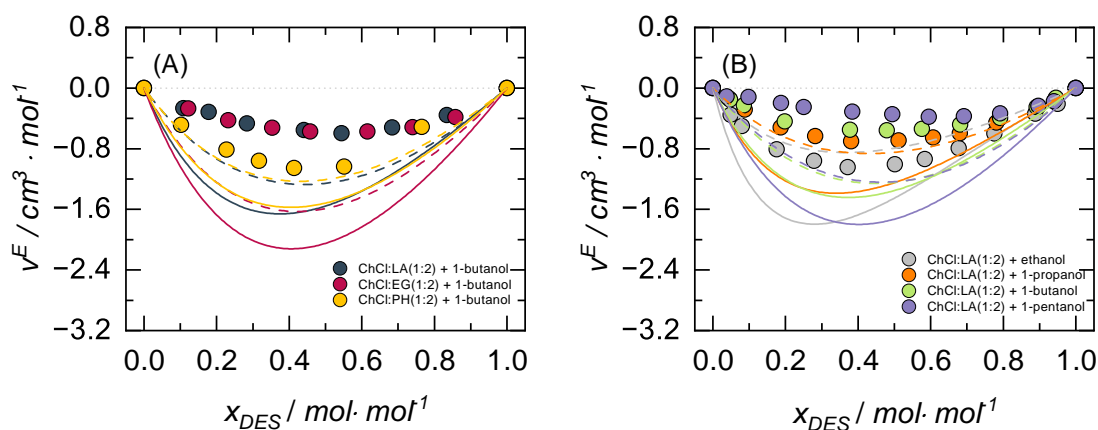 0.8
0.0
−0.8
−1.6
−2.4
−3.2
v^E / cm³ · mol⁻¹
(A)
ChCl:LA(1:2) + 1-butanol
ChCl:EG(1:2) + 1-butanol
ChCl:PH(1:2) + 1-butanol
0.0 0.2 0.4 0.6 0.8 1.0
x_DES / mol· mol⁻¹
0.8
0.0
−0.8
−1.6
−2.4
−3.2
v^E / cm³ · mol⁻¹
(B)
ChCl:LA(1:2) + ethanol
ChCl:LA(1:2) + 1-propanol
ChCl:LA(1:2) + 1-butanol
ChCl:LA(1:2) + 1-pentanol
0.0 0.2 0.4 0.6 0.8 1.0
x_DES / mol· mol⁻¹